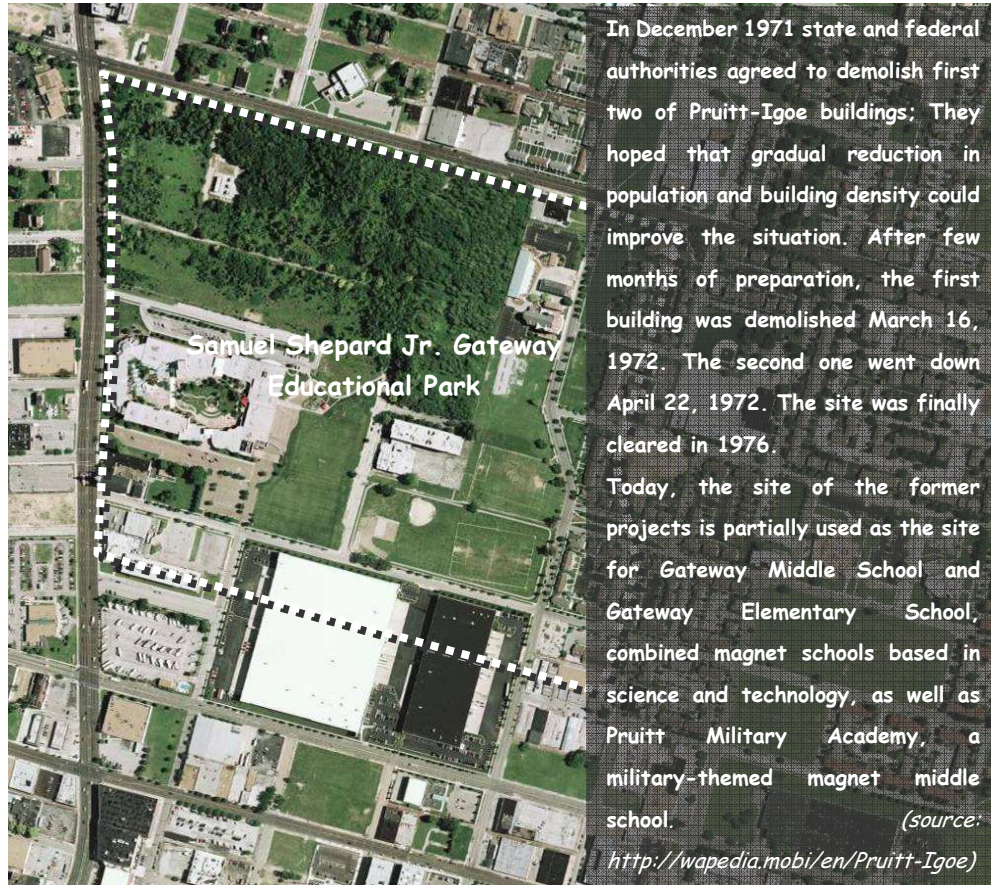 Samuel Shepard Jr. Gateway
Educational Park
In December 1971 state and federal
authorities agreed to demolish first
two of Pruitt-Igoe buildings; They
hoped that gradual reduction in
population and building density could
improve the situation. After few
months of preparation, the first
building was demolished March 16,
1972. The second one went down
April 22, 1972. The site was finally
cleared in 1976.
Today, the site of the former
projects is partially used as the site
for Gateway Middle School and
Gateway Elementary School,
combined magnet schools based in
science and technology, as well as
Pruitt Military Academy, a
military-themed magnet middle
school. (source:
http://wapedia.mobi/en/Pruitt-Igoe)